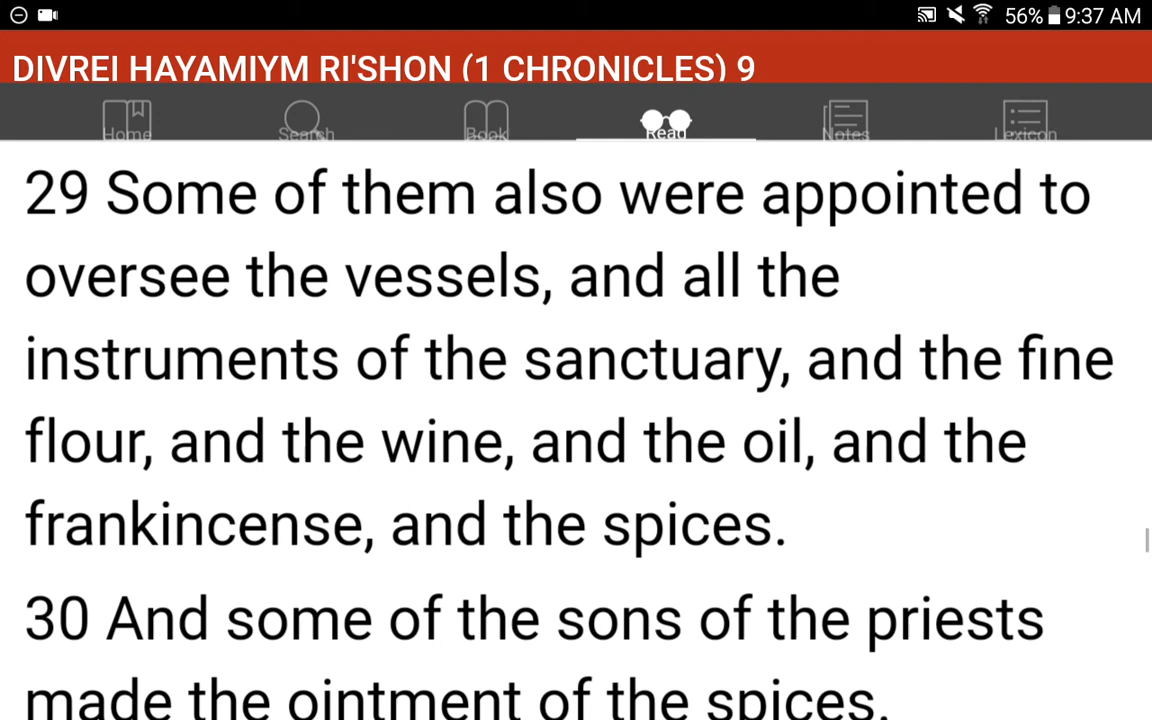 56% 9:37 AM
DIVREI HAYAMIYM RI'SHON (1 CHRONICLES) 9
Home Search Book Read Notes Lexicon
29 Some of them also were appointed to
oversee the vessels, and all the
instruments of the sanctuary, and the fine
flour, and the wine, and the oil, and the
frankincense, and the spices.
30 And some of the sons of the priests
made the ointment of the spices.